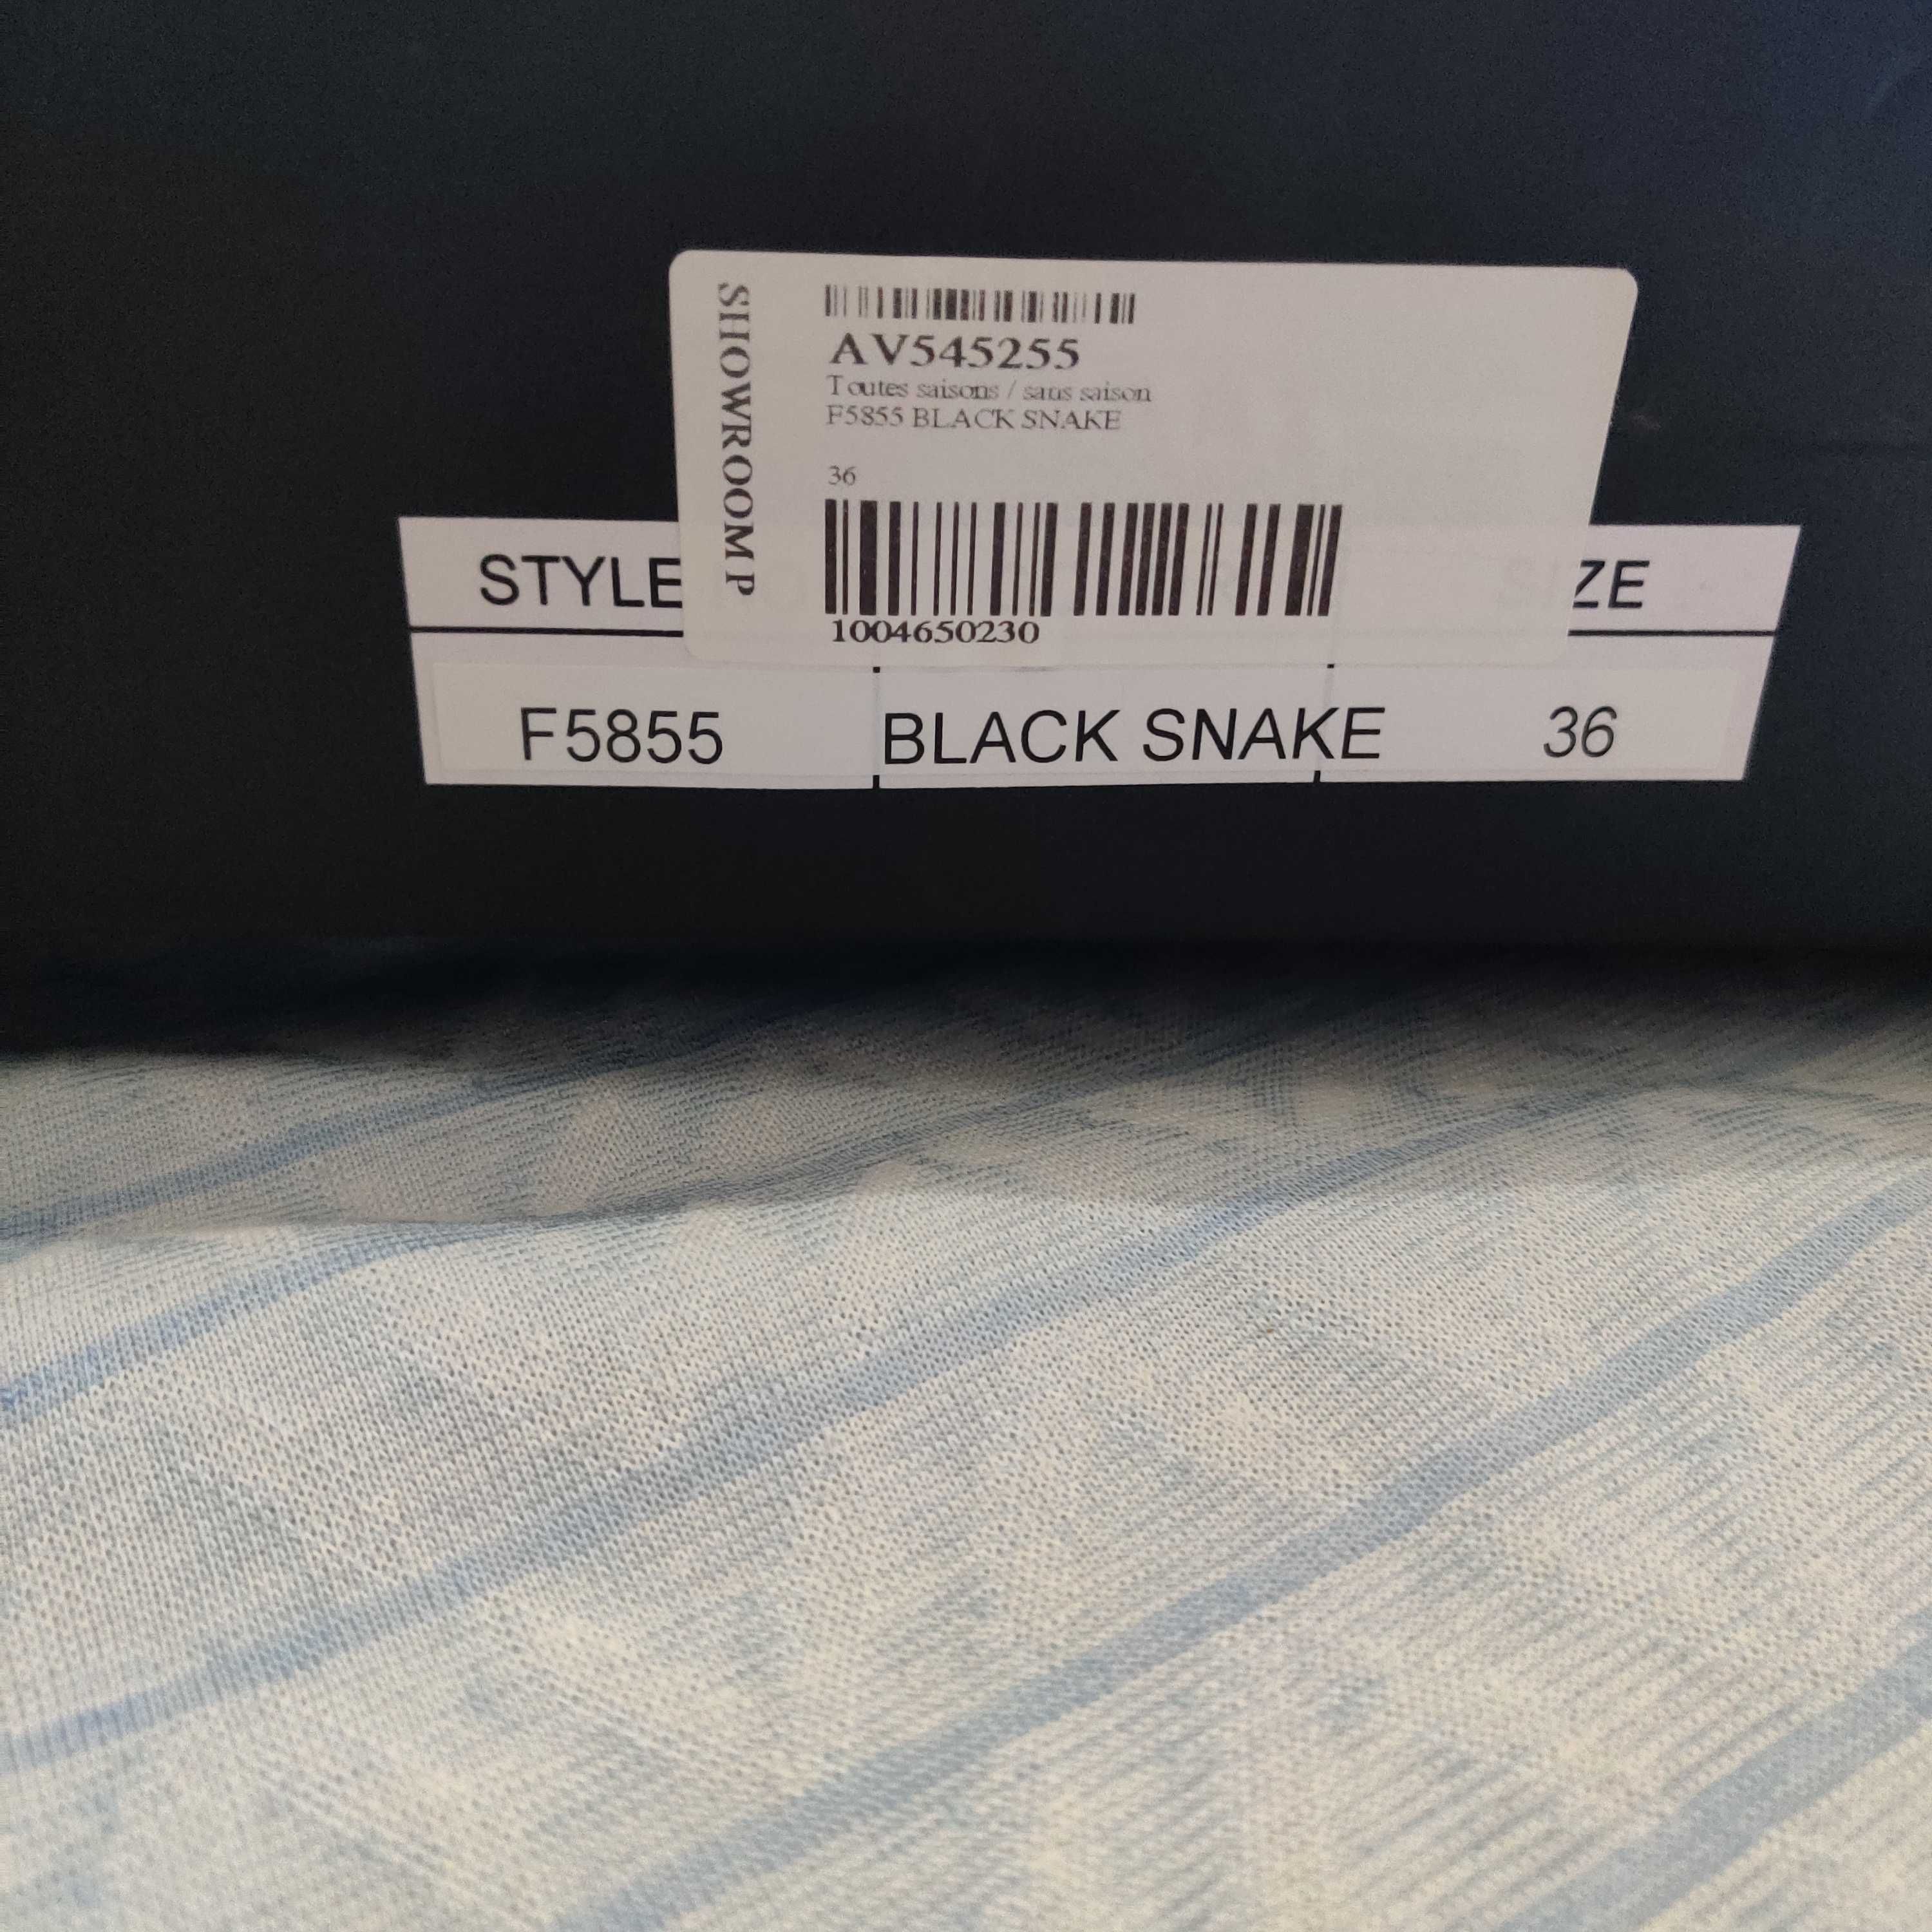 SHOWROOM P
AV545255
Toutes saisons / sans saison
F5855 BLACK SNAKE
36
1004650230
STYLE
ZE
F5855 BLACK SNAKE 36